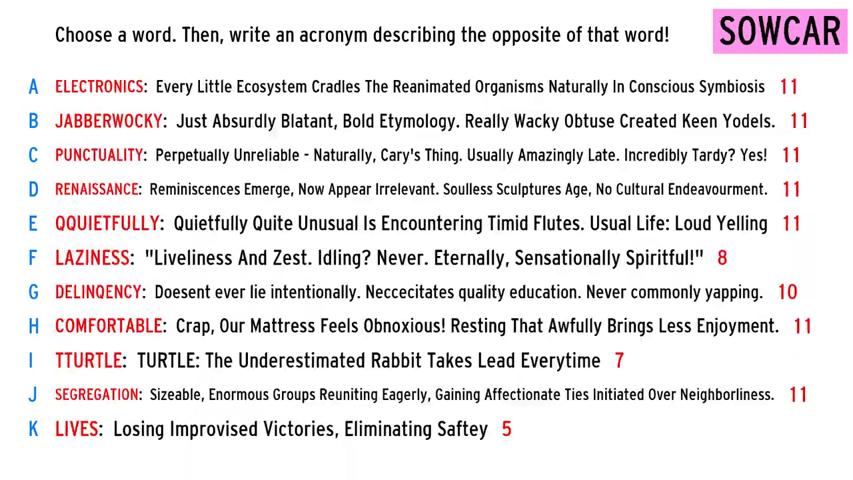 Choose a word. Then, write an acronym describing the opposite of that word!
SOWCAR
A ELECTRONICS: Every Little Ecosystem Cradles The Reanimated Organisms Naturally In Conscious Symbiosis 11
B JABBERWOCKY: Just Absurdly Blatant, Bold Etymology. Really Wacky Obtuse Created Keen Yodels. 11
C PUNCTUALITY: Perpetually Unreliable - Naturally, Cary's Thing. Usually Amazingly Late. Incredibly Tardy? Yes! 11
D RENAISSANCE: Reminiscences Emerge, Now Appear Irrelevant. Soulless Sculptures Age, No Cultural Endeavourment. 11
E QQUIETFULLY: Quietfully Quite Unusual Is Encountering Timid Flutes. Usual Life: Loud Yelling 11
F LAZINESS: "Liveliness And Zest. Idling? Never. Eternally, Sensationally Spiritful!" 8
G DELINQENCY: Doesent ever lie intentionally. Neccecitates quality education. Never commonly yapping. 10
H COMFORTABLE: Crap, Our Mattress Feels Obnoxious! Resting That Awfully Brings Less Enjoyment. 11
I TTURTLE: TURTLE: The Underestimated Rabbit Takes Lead Everytime 7
J SEGREGATION: Sizeable, Enormous Groups Reuniting Eagerly, Gaining Affectionate Ties Initiated Over Neighborliness. 11
K LIVES: Losing Improvised Victories, Eliminating Saftey 5